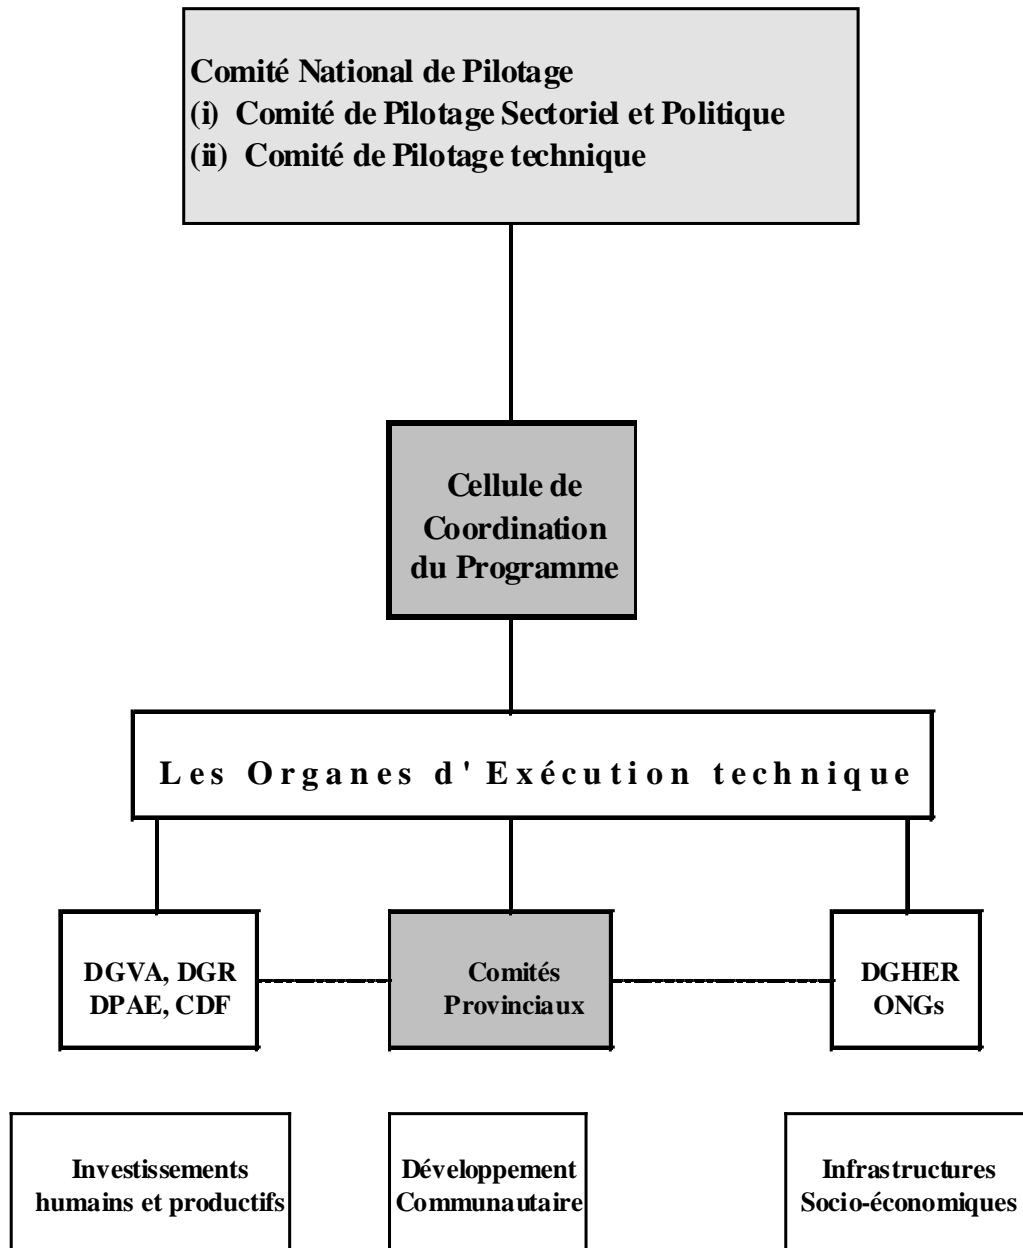 Comité National de Pilotage
(i) Comité de Pilotage Sectoriel et Politique
(ii) Comité de Pilotage technique
Cellule de
Coordination
du Programme
Les Organes d'Exécution technique
DGVA, DGR
DPAE, CDF
Comités
Provinciaux
DGHER
ONGs
Investissements
humains et productifs
Développement
Communautaire
Infrastructures
Socio-économiques